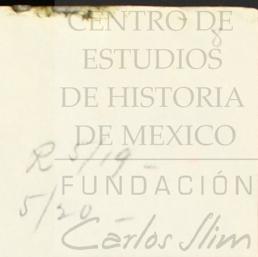 CENTRO DE
ESTUDIOS
DE HISTORIA
DE MEXICO
R 5/19 -
FUNDACIÓN
5/20 -
Carlos Slim